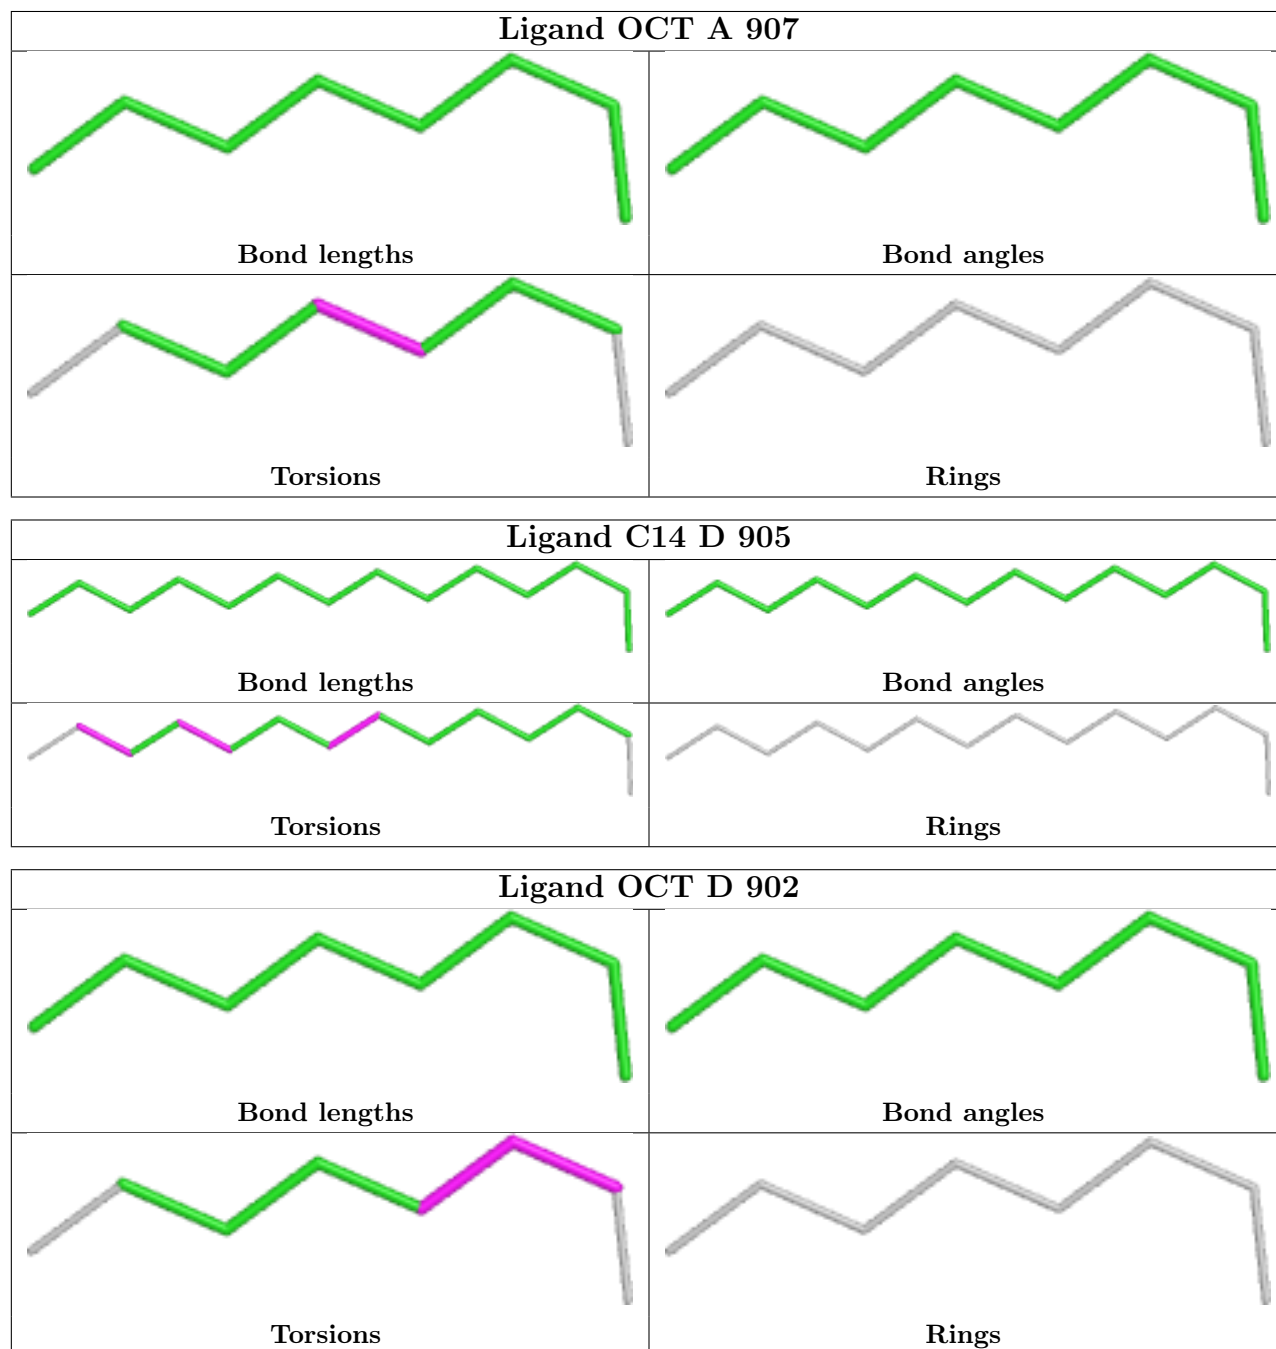 Ligand OCT A 907
Bond lengths
Bond angles
Torsions
Rings
Ligand C14 D 905
Bond lengths
Bond angles
Torsions
Rings
Ligand OCT D 902
Bond lengths
Bond angles
Torsions
Rings